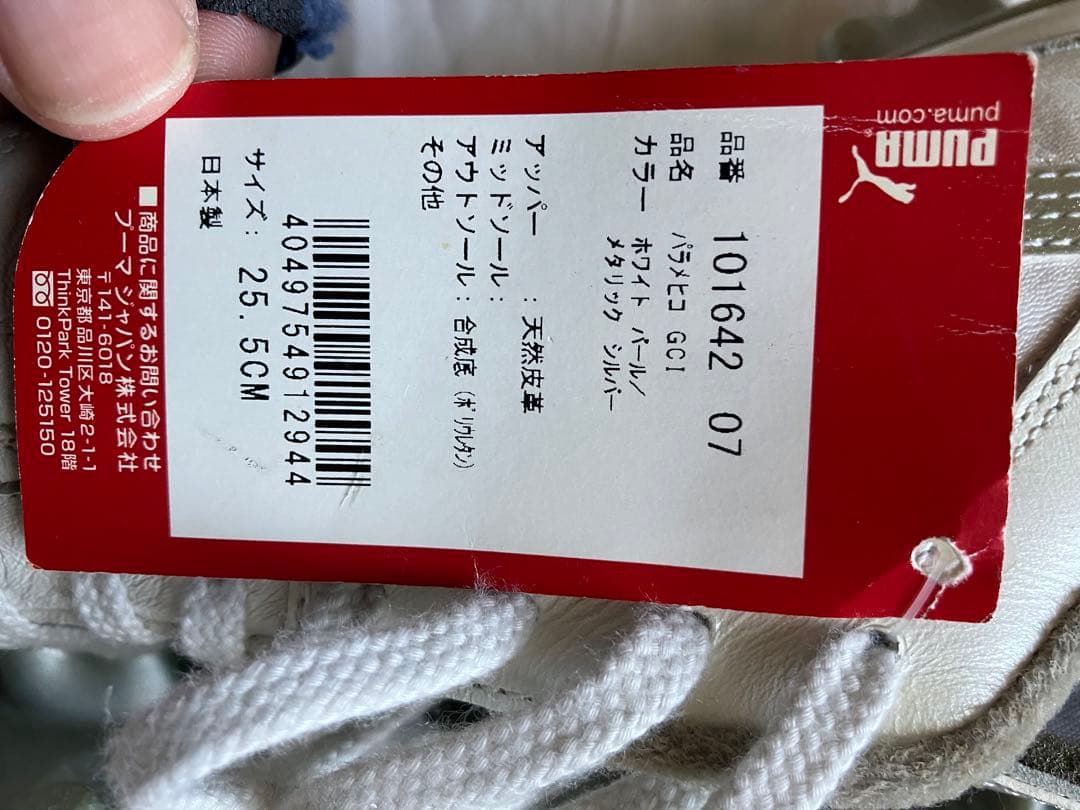 PUMA®
puma.com
品番 101642 07
品名 パラメヒコ GCI
カラー ホワイト パール/
メタリック シルバー
アッパー : 天然皮革
ミッドソール:
アウトソール: 合成底 (ポリウレタン)
その他
4049754912944
サイズ: 25.5CM
日本製
■商品に関するお問い合わせ
プーマ ジャパン株式会社
〒141-6018
東京都品川区大崎2-1-1
ThinkPark Tower 18階
0120-125150